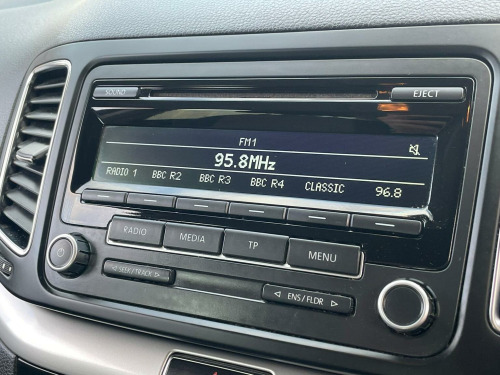 SOUND EJECT
FM1
95.8MHz
RADIO 1 BBC R2 BBC R3 BBC R4 CLASSIC 96.8
RADIO MEDIA TP MENU
SEEK/TRACK
ENS/FLDR